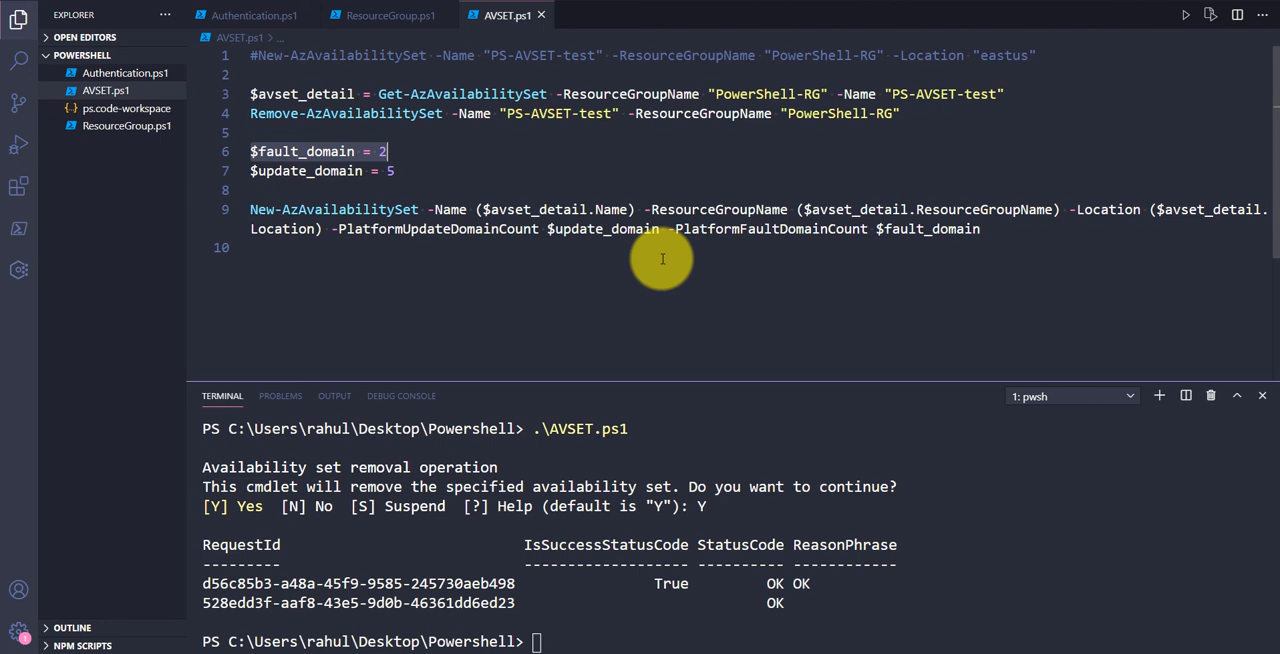 EXPLORER
OPEN EDITORS
POWERSHELL
Authentication.ps1
AVSET.ps1
{..} ps.code-workspace
ResourceGroup.ps1
OUTLINE
NPM SCRIPTS
1
Authentication.ps1 ResourceGroup.ps1 AVSET.ps1
AVSET.ps1 > ...
1 #New-AzAvailabilitySet -Name "PS-AVSET-test" -ResourceGroupName "PowerShell-RG" -Location "eastus"
2
3 $avset_detail = Get-AzAvailabilitySet -ResourceGroupName "PowerShell-RG" -Name "PS-AVSET-test"
4 Remove-AzAvailabilitySet -Name "PS-AVSET-test" -ResourceGroupName "PowerShell-RG"
5
6 $fault_domain = 2
7 $update_domain = 5
8
9 New-AzAvailabilitySet -Name ($avset_detail.Name) -ResourceGroupName ($avset_detail.ResourceGroupName) -Location ($avset_detail.
Location) -PlatformUpdateDomainCount $update_domain -PlatformFaultDomainCount $fault_domain
10
TERMINAL PROBLEMS OUTPUT DEBUG CONSOLE 1: pwsh
PS C:\Users\rahul\Desktop\Powershell> .\AVSET.ps1
Availability set removal operation
This cmdlet will remove the specified availability set. Do you want to continue?
[Y] Yes [N] No [S] Suspend [?] Help (default is "Y"): Y
RequestId IsSuccessStatusCode StatusCode ReasonPhrase
--------- ------------------- ---------- ------------
d56c85b3-a48a-45f9-9585-245730aeb498 True OK OK
528edd3f-aaf8-43e5-9d0b-46361dd6ed23 OK
PS C:\Users\rahul\Desktop\Powershell>